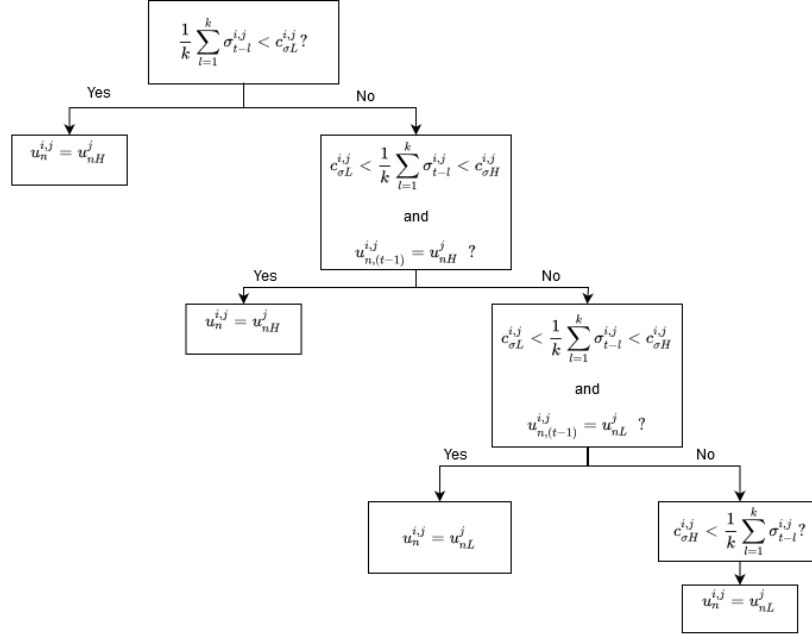 $\frac{1}{k}\sum_{l=1}^{k}\sigma_{t-l}^{i,j} < c_{\sigma L}^{i,j}?$
Yes
No
$u_n^{i,j} = u_{nH}^{j}$
$c_{\sigma L}^{i,j} < \frac{1}{k}\sum_{l=1}^{k}\sigma_{t-l}^{i,j} < c_{\sigma H}^{i,j}$
and
$u_{n,(t-1)}^{i,j} = u_{nH}^{j}$ ?
Yes
No
$u_n^{i,j} = u_{nH}^{j}$
$c_{\sigma L}^{i,j} < \frac{1}{k}\sum_{l=1}^{k}\sigma_{t-l}^{i,j} < c_{\sigma H}^{i,j}$
and
$u_{n,(t-1)}^{i,j} = u_{nL}^{j}$ ?
Yes
No
$u_n^{i,j} = u_{nL}^{j}$
$c_{\sigma H}^{i,j} < \frac{1}{k}\sum_{l=1}^{k}\sigma_{t-l}^{i,j}?$
$u_n^{i,j} = u_{nL}^{j}$